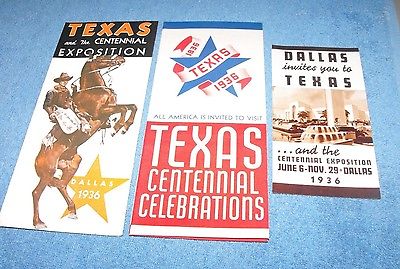 TEXAS
and the CENTENNIAL
EXPOSITION
DALLAS
1936
1836
TEXAS
1936
ALL AMERICA IS INVITED TO VISIT
TEXAS
CENTENNIAL
CELEBRATIONS
DALLAS
invites you to
TEXAS
...and the
CENTENNIAL EXPOSITION
JUNE 6-NOV. 29-DALLAS
1936